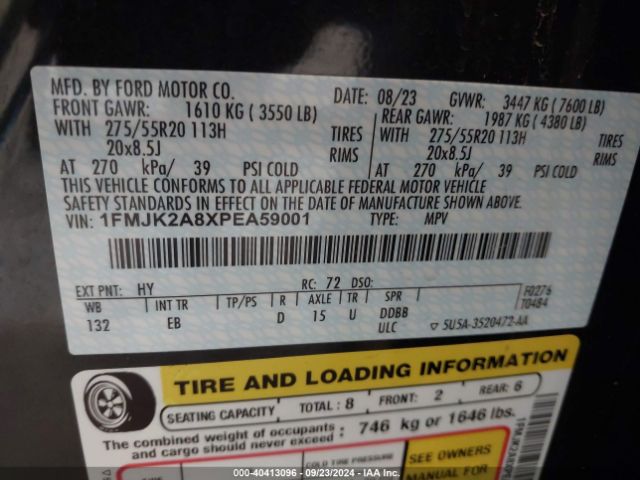 MFD. BY FORD MOTOR CO.
DATE: 08/23 GVWR: 3447 KG (7600 LB)
FRONT GAWR: 1610 KG (3550 LB)
REAR GAWR: 1987 KG (4380 LB)
WITH 275/55R20 113H TIRES
WITH 275/55R20 113H TIRES
20x8.5J RIMS
20x8.5J RIMS
AT 270 kPa/ 39 PSI COLD
AT 270 kPa/ 39 PSI COLD
THIS VEHICLE CONFORMS TO ALL APPLICABLE FEDERAL MOTOR VEHICLE
SAFETY STANDARDS IN EFFECT ON THE DATE OF MANUFACTURE SHOWN ABOVE.
VIN: 1FMJK2A8XPEA59001 TYPE: MPV
EXT PNT: HY RC: 72 DSO:
WB INT TR TP/PS R AXLE TR SPR
132 EB D 15 U DDBB
ULC
F0276
T0484
5U5A-3520472-AA
TIRE AND LOADING INFORMATION
SEATING CAPACITY TOTAL: 8 FRONT: 2 REAR: 6
The combined weight of occupants
and cargo should never exceed : 746 kg or 1646 lbs.
COLD TIRE PRESSURE
SEE OWNERS
MANUAL FOR
© 40413096 - 09/23/2024 - IAA Inc.